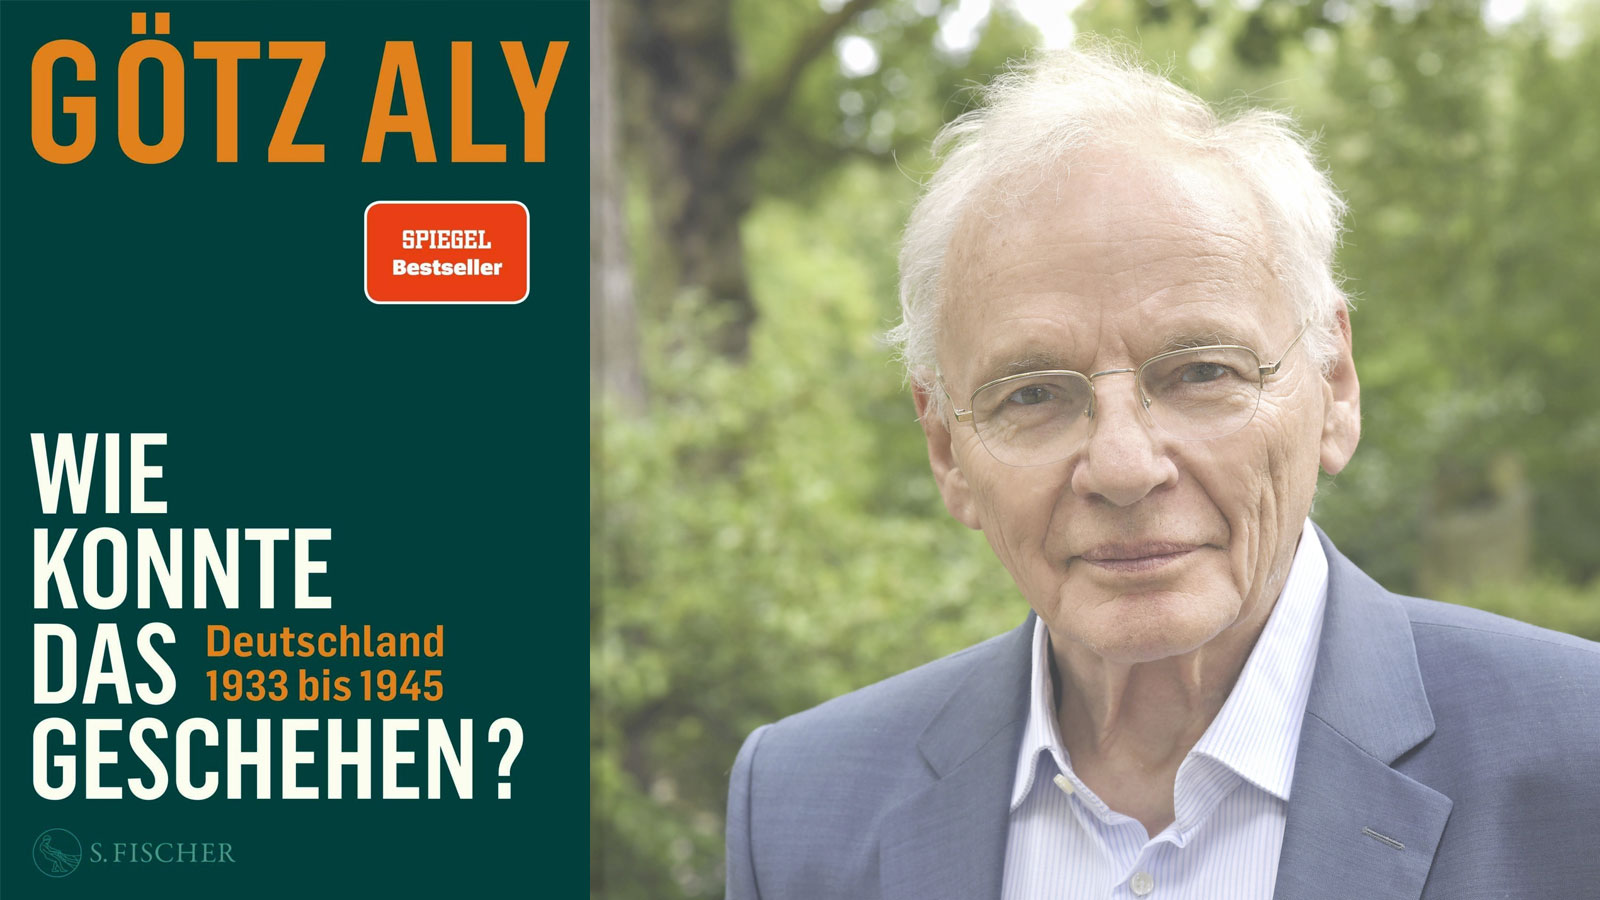 GÖTZ ALY
SPIEGEL
Bestseller
WIE
KONNTE
DAS
Deutschland
1933 bis 1945
GESCHEHEN?
S. FISCHER